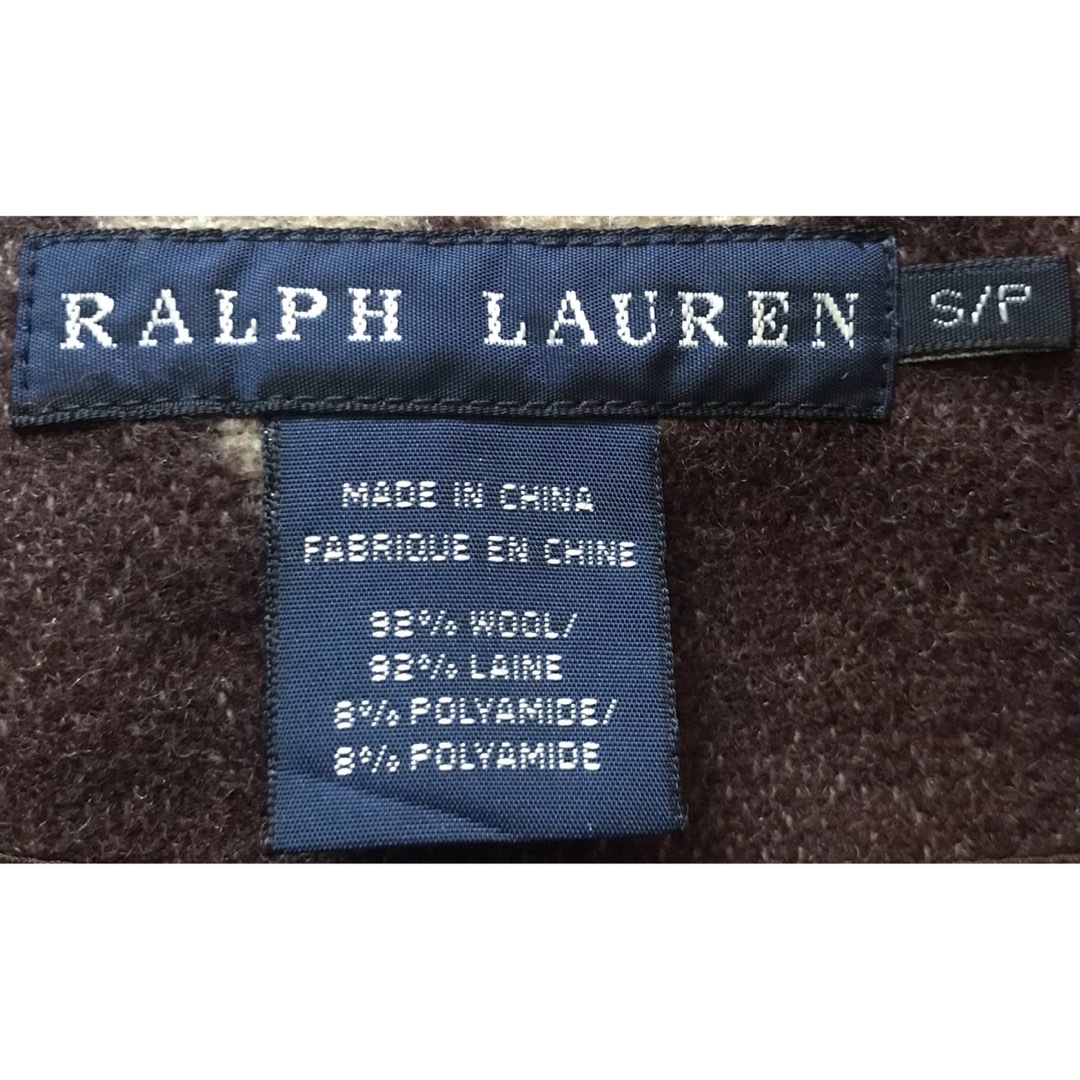 RALPH LAUREN
S/P
MADE IN CHINA
FABRIQUE EN CHINE
92% WOOL/
92% LAINE
8% POLYAMIDE/
8% POLYAMIDE